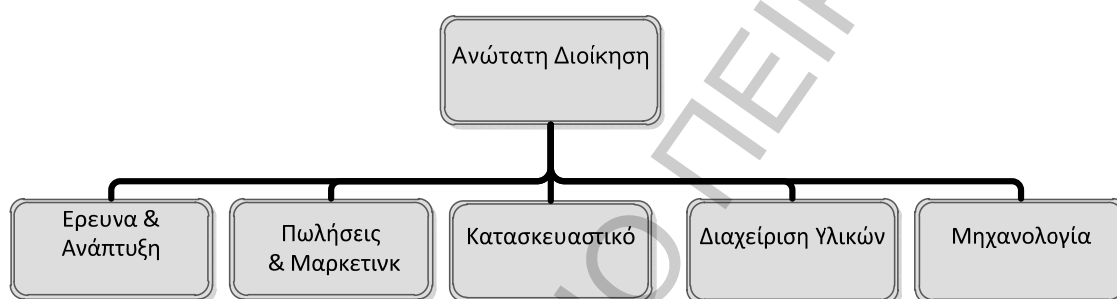 Ανώτατη Διοίκηση
Ερευνα &
Ανάπτυξη
Πωλήσεις
& Μαρκετινκ
Κατασκευαστικό
Διαχείριση Υλικών
Μηχανολογία